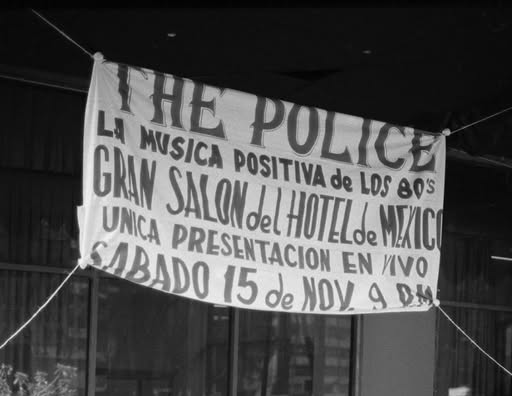 THE POLICE
LA MUSICA POSITIVA de LOS 80's
GRAN SALON del HOTEL de MEXICO
UNICA PRESENTACION EN VIVO
SABADO 15 de NOV. 9 P.M.